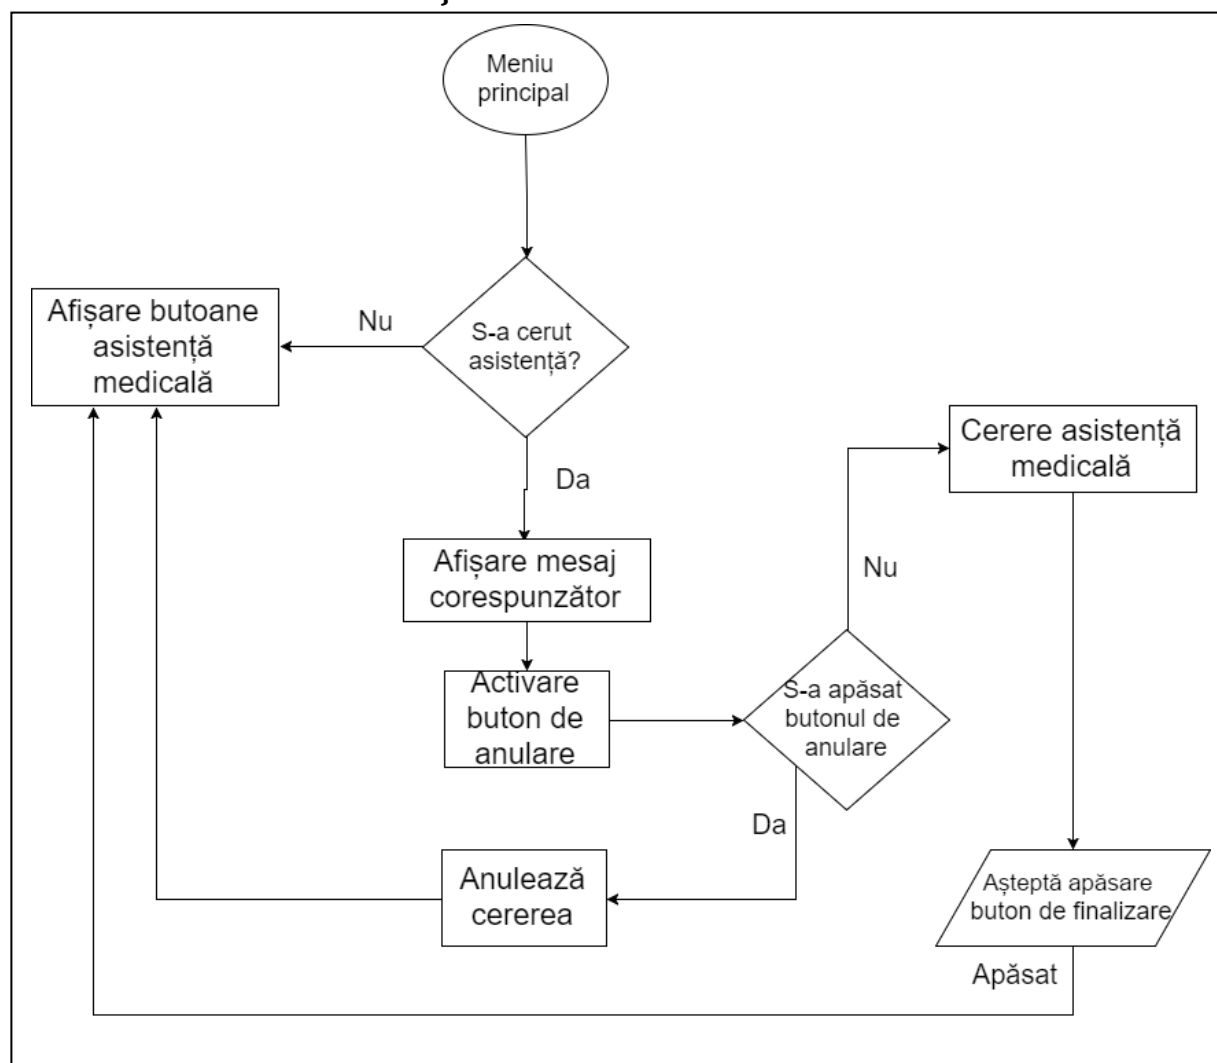 Meniu
principal
S-a cerut
asistență?
Nu
Afișare butoane
asistență
medicală
Da
Afișare mesaj
corespunzător
Activare
buton de
anulare
S-a apăsat
butonul de
anulare
Nu
Cerere asistență
medicală
Da
Anulează
cererea
Așteptă apăsare
buton de finalizare
Apăsat